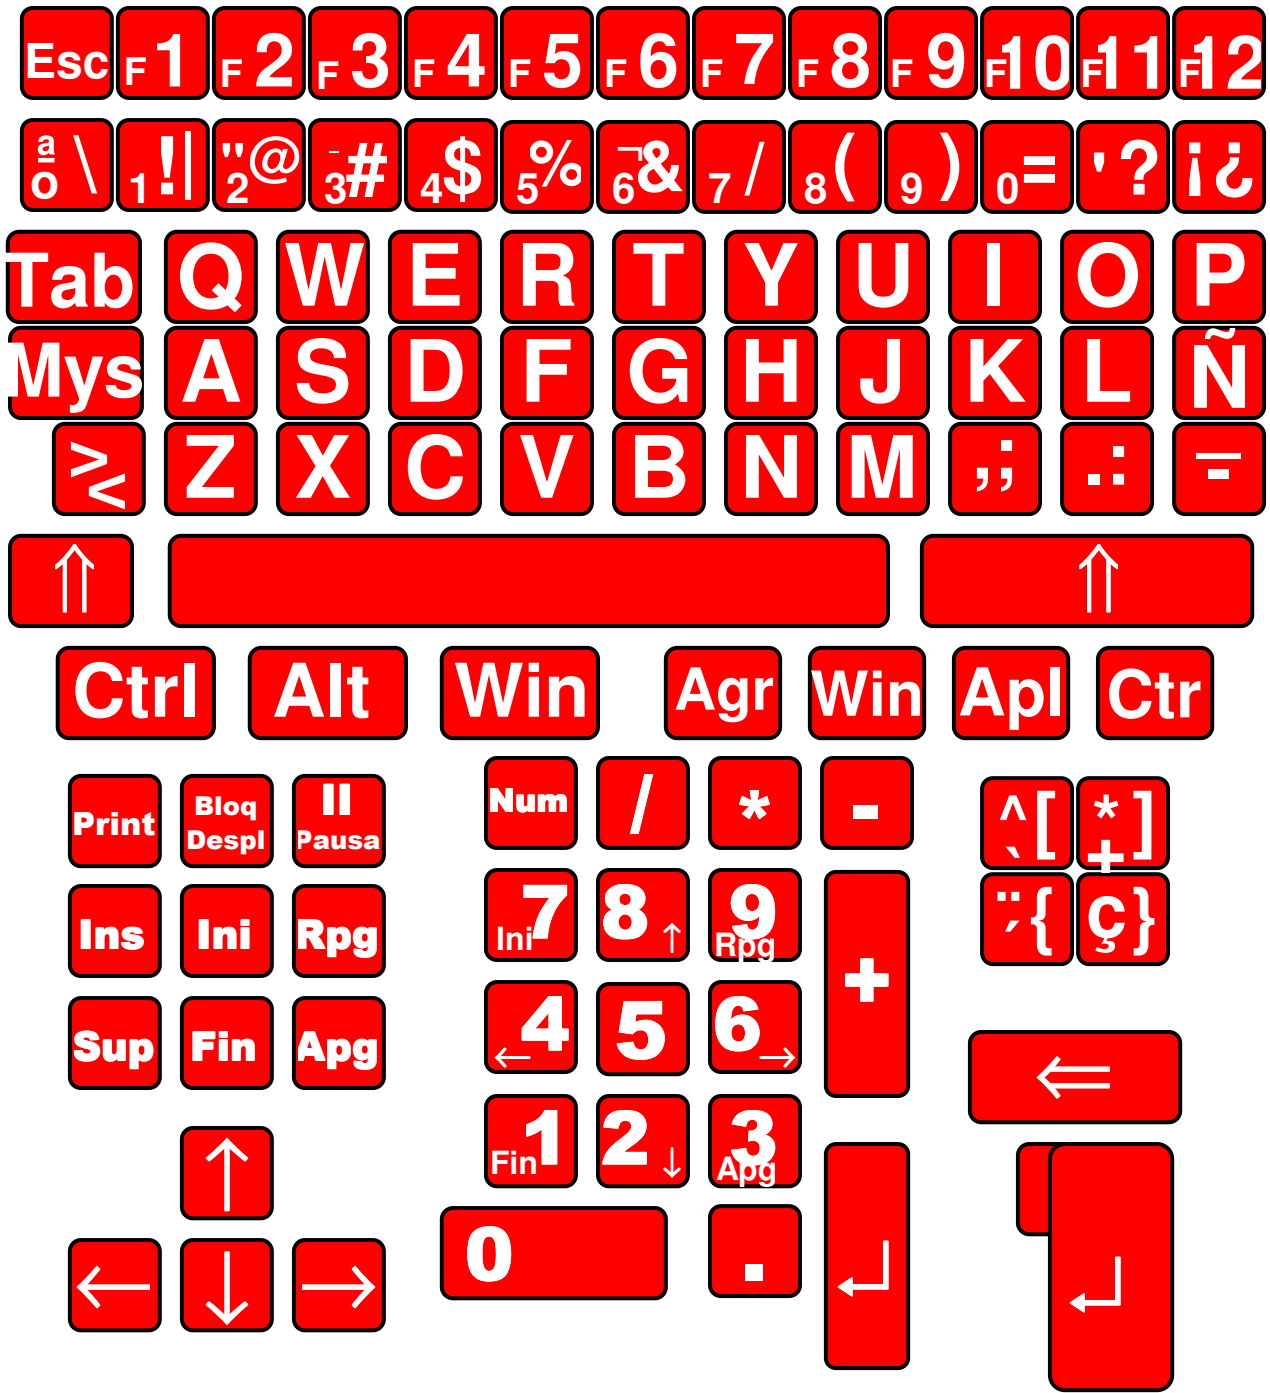 Esc F1 F2 F3 F4 F5 F6 F7 F8 F9 F10 F11 F12
ª º \ 1 ! | " 2 @ - 3 # 4 $ 5 % ¬ 6 & 7 / 8 ( 9 ) 0 = ' ? ¡ ¿
Tab Q W E R T Y U I O P
Mys A S D F G H J K L Ñ
> < Z X C V B N M , ; . : _ -
⇑ ⇑
Ctrl Alt Win Agr Win Apl Ctr
Print Bloq Despl II Pausa
Ins Ini Rpg
Sup Fin Apg
↑
← ↓ →
Num / * -
7 Ini 8 ↑ 9 Rpg +
4 ← 5 6 →
1 Fin 2 ↓ 3 Apg
0 . ↵
^ ` [ * + ]
¨ ´ { Ç }
⇐
↵